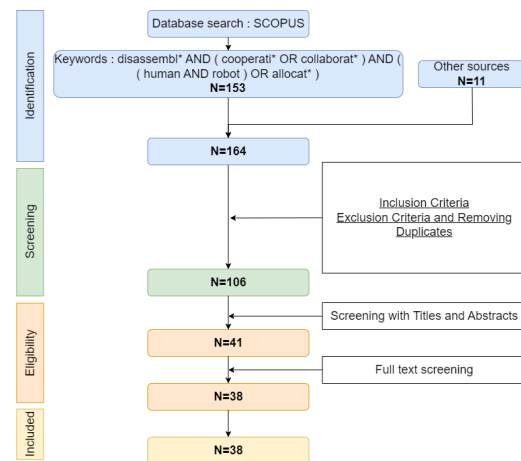 Database search : SCOPUS
Identification
Keywords : disassembl* AND ( cooperati* OR collaborat* ) AND (
( human AND robot ) OR allocat* )
N=153
Other sources
N=11
N=164
Screening
Inclusion Criteria
Exclusion Criteria and Removing
Duplicates
N=106
Eligibility
Screening with Titles and Abstracts
N=41
Full text screening
N=38
Included
N=38